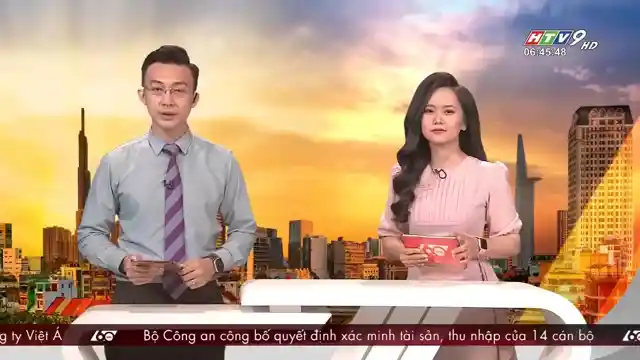 HTV9 HD
06:45:48
g ty Việt Á 60 Bộ Công an công bố quyết định xác minh tài sản, thu nhập của 14 cán bộ